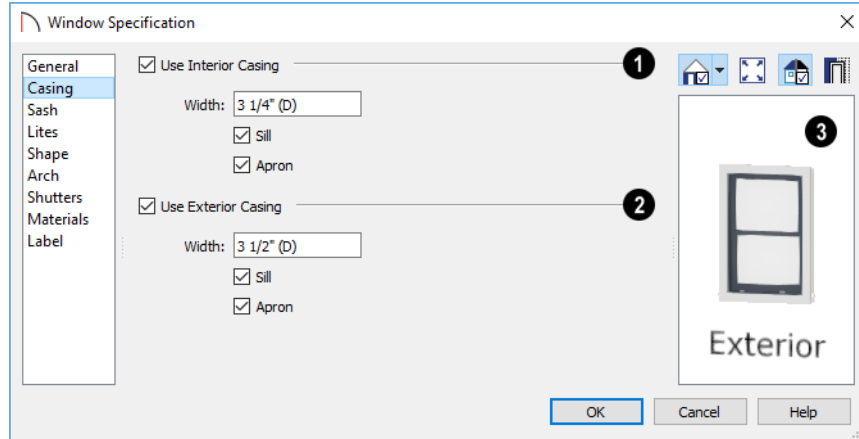 Window Specification
General
Casing
Sash
Lites
Shape
Arch
Shutters
Materials
Label
Use Interior Casing
1
Width: 3 1/4" (D)
Sill
Apron
Use Exterior Casing
2
Width: 3 1/2" (D)
Sill
Apron
3
Exterior
OK Cancel Help